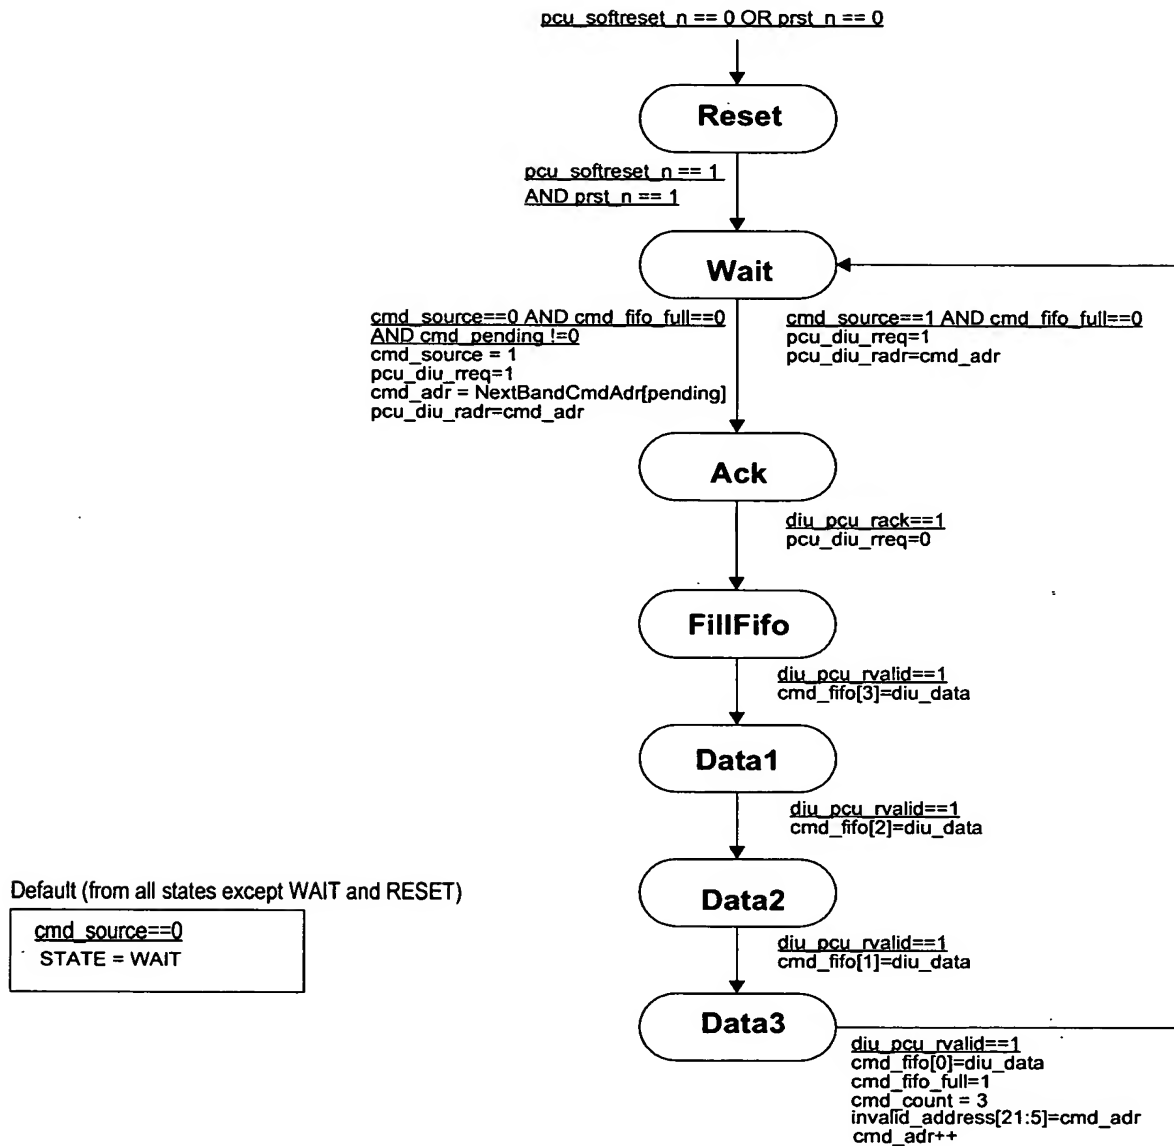 pcu_softreset_n == 0 OR prst_n == 0
Reset
pcu_softreset_n == 1
AND prst_n == 1
Wait
cmd_source==0 AND cmd_fifo_full==0
AND cmd_pending !=0
cmd_source = 1
pcu_diu_rreq=1
cmd_adr = NextBandCmdAdr[pending]
pcu_diu_radr=cmd_adr
cmd_source==1 AND cmd_fifo_full==0
pcu_diu_rreq=1
pcu_diu_radr=cmd_adr
Ack
diu_pcu_rack==1
pcu_diu_rreq=0
FillFifo
diu_pcu_rvalid==1
cmd_fifo[3]=diu_data
Data1
diu_pcu_rvalid==1
cmd_fifo[2]=diu_data
Data2
Default (from all states except WAIT and RESET)
cmd_source==0
STATE = WAIT
diu_pcu_rvalid==1
cmd_fifo[1]=diu_data
Data3
diu_pcu_rvalid==1
cmd_fifo[0]=diu_data
cmd_fifo_full=1
cmd_count = 3
invalid_address[21:5]=cmd_adr
cmd_adr++